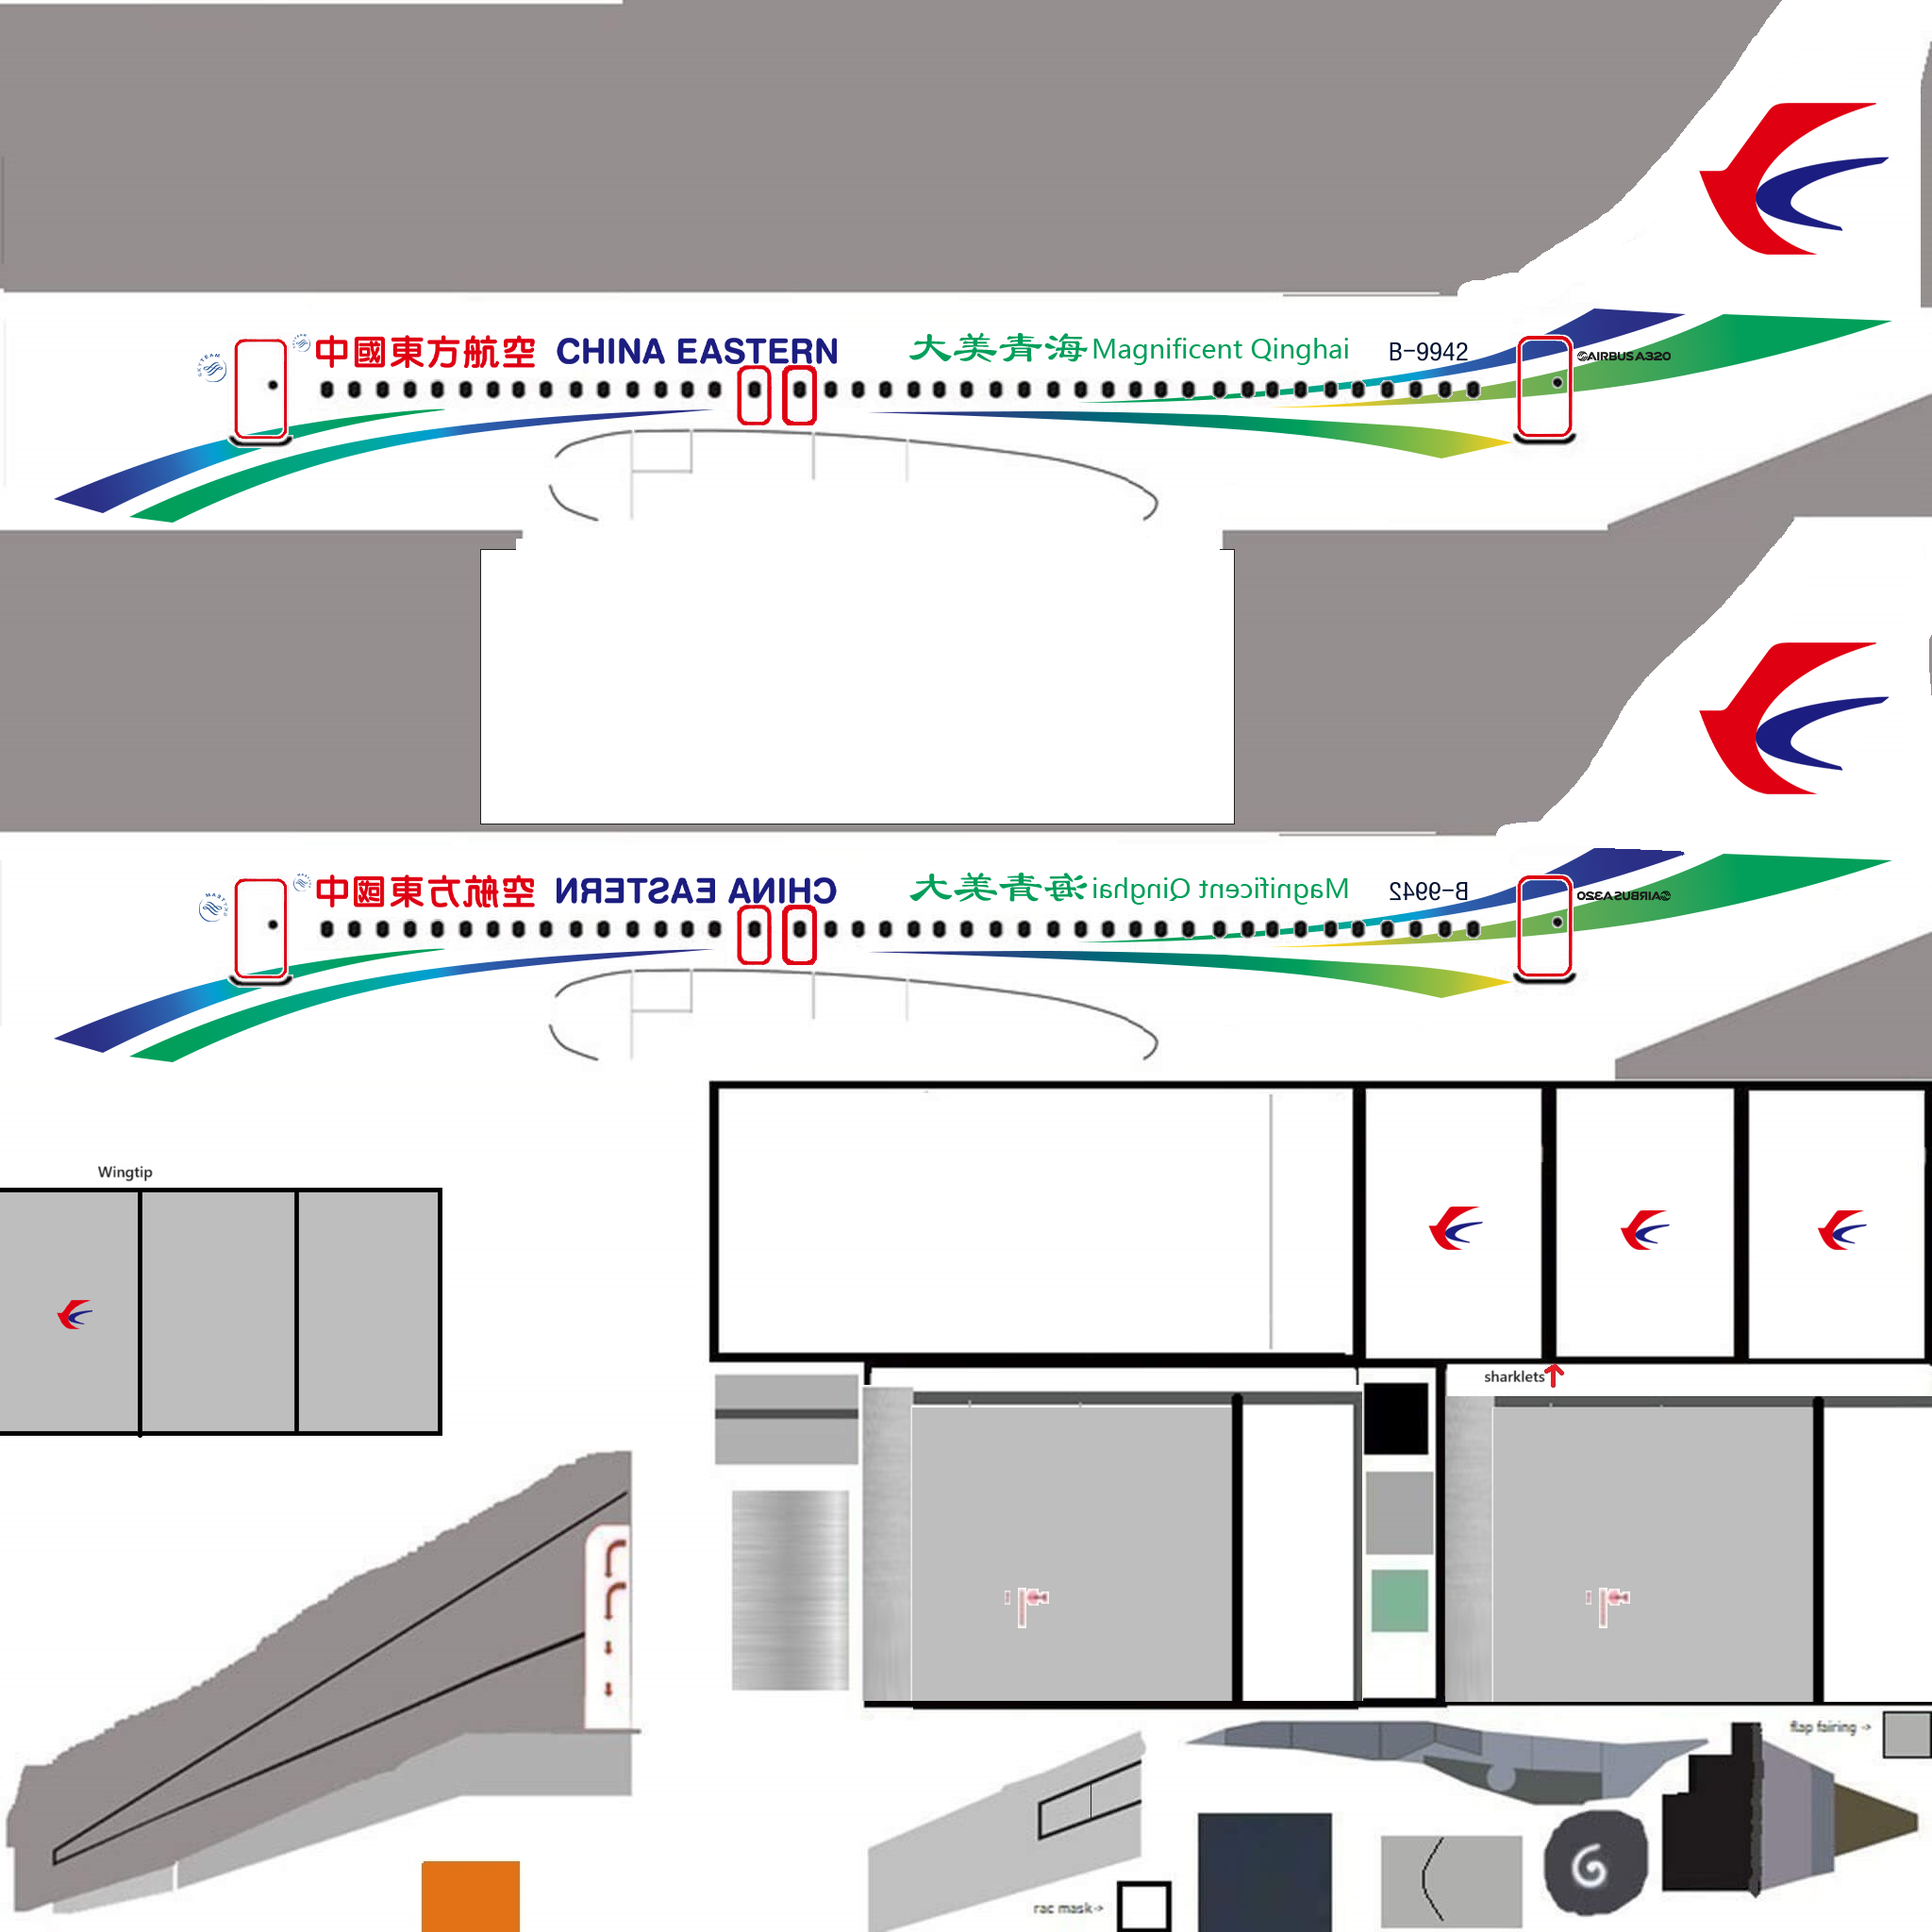 SKYTEAM 中國東方航空 CHINA EASTERN 大美青海 Magnificent Qinghai B-9942 AIRBUS A320
中國東方航空 CHINA EASTERN 大美青海 Magnificent Qinghai B-9942 AIRBUS A320
Wingtip
sharklets
flap fairing ->
rac mask->